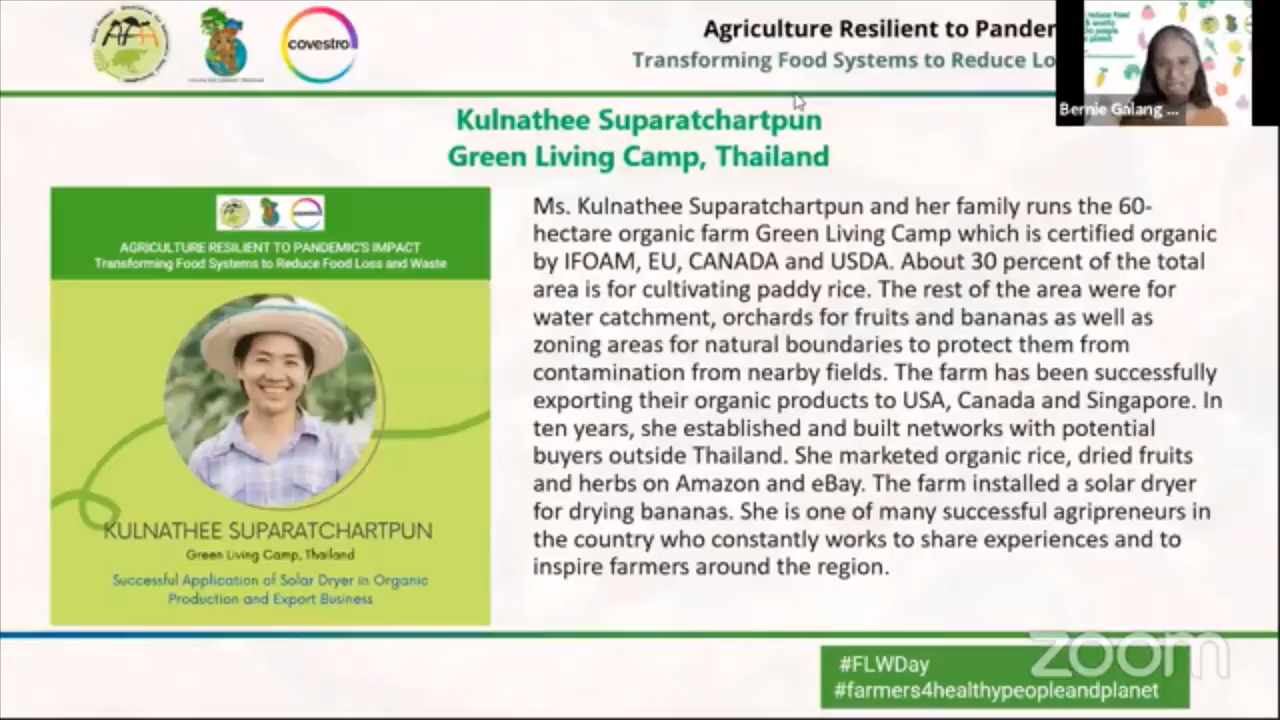 AFA
covestro
Agriculture Resilient to Pandem
Transforming Food Systems to Reduce Lo
Bernie Galang ...
Kulnathee Suparatchartpun
Green Living Camp, Thailand
AGRICULTURE RESILIENT TO PANDEMIC'S IMPACT
Transforming Food Systems to Reduce Food Loss and Waste
KULNATHEE SUPARATCHARTPUN
Green Living Camp, Thailand
Successful Application of Solar Dryer in Organic
Production and Export Business
Ms. Kulnathee Suparatchartpun and her family runs the 60-
hectare organic farm Green Living Camp which is certified organic
by IFOAM, EU, CANADA and USDA. About 30 percent of the total
area is for cultivating paddy rice. The rest of the area were for
water catchment, orchards for fruits and bananas as well as
zoning areas for natural boundaries to protect them from
contamination from nearby fields. The farm has been successfully
exporting their organic products to USA, Canada and Singapore. In
ten years, she established and built networks with potential
buyers outside Thailand. She marketed organic rice, dried fruits
and herbs on Amazon and eBay. The farm installed a solar dryer
for drying bananas. She is one of many successful agripreneurs in
the country who constantly works to share experiences and to
inspire farmers around the region.
zoom
#FLWDay
#farmers4healthypeopleandplanet